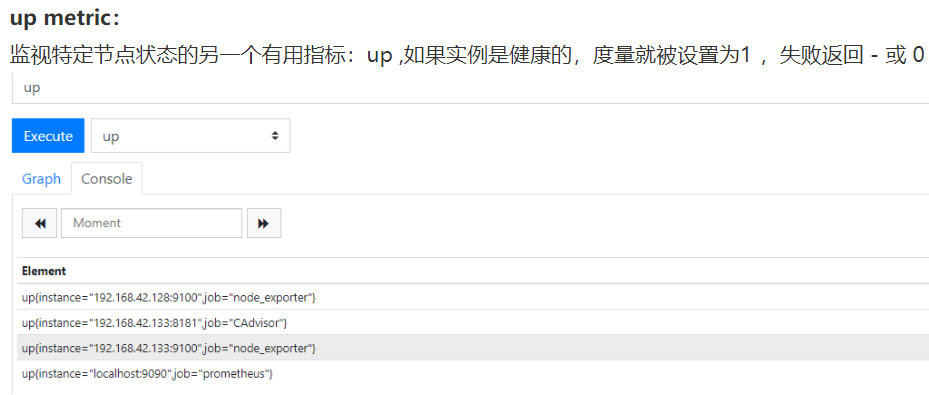 up metric：
监视特定节点状态的另一个有用指标：up ,如果实例是健康的，度量就被设置为1 ，失败返回 - 或 0
up
Execute up
Graph Console
Moment
Element
up{instance="192.168.42.128:9100",job="node_exporter"}
up{instance="192.168.42.133:8181",job="CAdvisor"}
up{instance="192.168.42.133:9100",job="node_exporter"}
up{instance="localhost:9090",job="prometheus"}